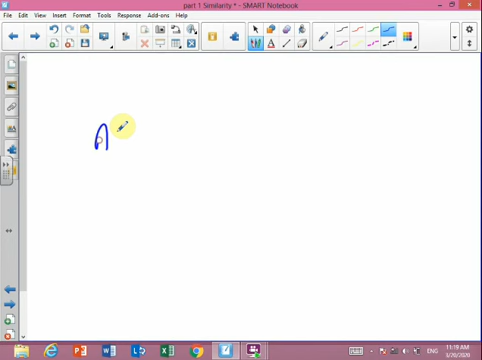 part 1 Similarity * - SMART Notebook
File Edit View Insert Format Tools Response Add-ons Help
A
ENG
11:19 AM
3/20/2020